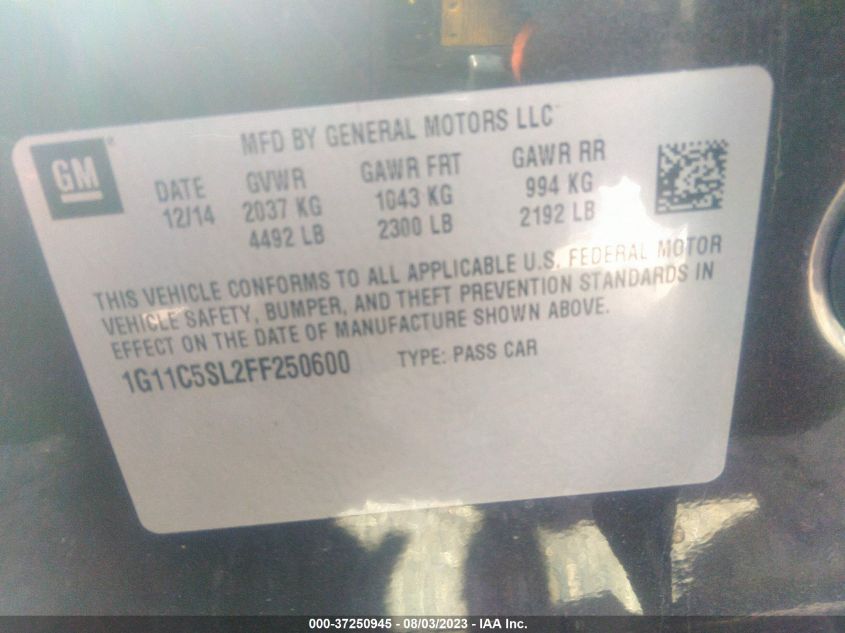 MFD BY GENERAL MOTORS LLC
GM
DATE GVWR GAWR FRT GAWR RR
12/14 2037 KG 1043 KG 994 KG
4492 LB 2300 LB 2192 LB
THIS VEHICLE CONFORMS TO ALL APPLICABLE U.S. FEDERAL MOTOR
VEHICLE SAFETY, BUMPER, AND THEFT PREVENTION STANDARDS IN
EFFECT ON THE DATE OF MANUFACTURE SHOWN ABOVE.
1G11C5SL2FF250600 TYPE: PASS CAR
000-37250945 - 08/03/2023 - IAA Inc.